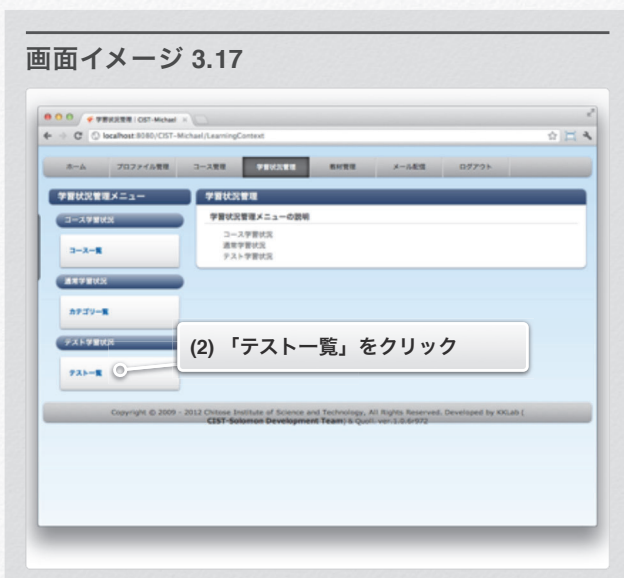 画面イメージ 3.17
学習状況管理 | CIST-Michael
localhost:8080/CIST-Michael/LearningContext
ホーム プロファイル管理 コース管理 学習状況管理 教材管理 メール配信 ログアウト
学習状況管理メニュー
コース学習状況
コース一覧
通常学習状況
カテゴリ一覧
テスト学習状況
テスト一覧
学習状況管理
学習状況管理メニューの説明
コース学習状況
通常学習状況
テスト学習状況
(2) 「テスト一覧」をクリック
Copyright © 2009 - 2012 Chitose Institute of Science and Technology, All Rights Reserved. Developed by KKLab (
CIST-Solomon Development Team) & Quoll. ver.1.0.6r972